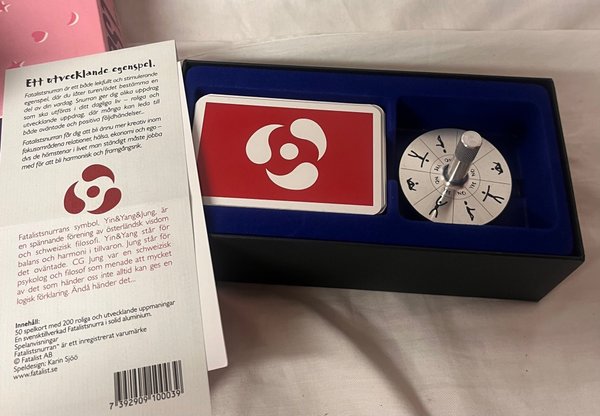 Ett utvecklande egenspel.
Fatalistsnurran är ett både lekfullt och stimulerande
egenspel, där du låter turen/ödet bestämma en
del av din vardag. Snurran ger dig olika uppdrag
som ska utföras i ditt dagliga liv – roliga och
utvecklande uppdrag, där många kan leda till
både oväntade och positiva följdhändelser...
Fatalistsnurran får dig att bli ännu mer kreativ inom
fokusområdena relationer, hälsa, ekonomi och ego –
dvs de hörnstenar i livet man ständigt måste jobba
med för att bli harmonisk och framgångsrik.
Fatalistsnurrans symbol, Yin&Yang&Jung, är
en spännande förening av österländsk visdom
och schweizisk filosofi. Yin&Yang står för
balans och harmoni i tillvaron. Jung står för
det oväntade. CG Jung var en schweizisk
psykolog och filosof som menade att mycket
av det som händer oss inte alltid kan ges en
logisk förklaring. Ändå händer det...
Innehåll:
50 spelkort med 200 roliga och utvecklande uppmaningar
En svensktillverkad Fatalistsnurra i solid aluminium.
Spelanvisningar
Fatalistsnurran® är ett inregistrerat varumärke
© Fatalist AB
Speldesign: Karin Sjöö
www.fatalist.se
7 392909 100039